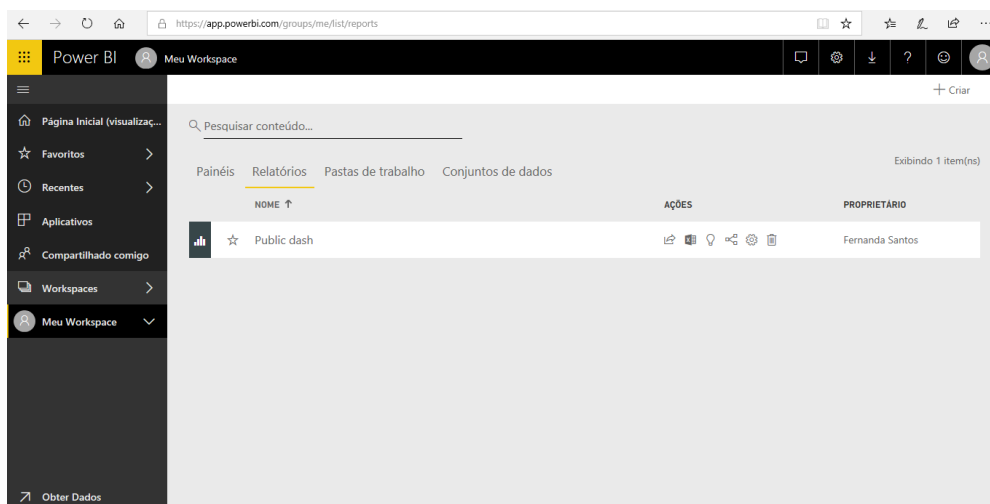 https://app.powerbi.com/groups/me/list/reports
Power BI Meu Workspace
?
Criar
Página Inicial (visualizaç...
Favoritos
Recentes
Aplicativos
Compartilhado comigo
Workspaces
Meu Workspace
Obter Dados
Pesquisar conteúdo...
Painéis Relatórios Pastas de trabalho Conjuntos de dados
Exibindo 1 item(ns)
NOME AÇÕES PROPRIETÁRIO
Public dash Fernanda Santos